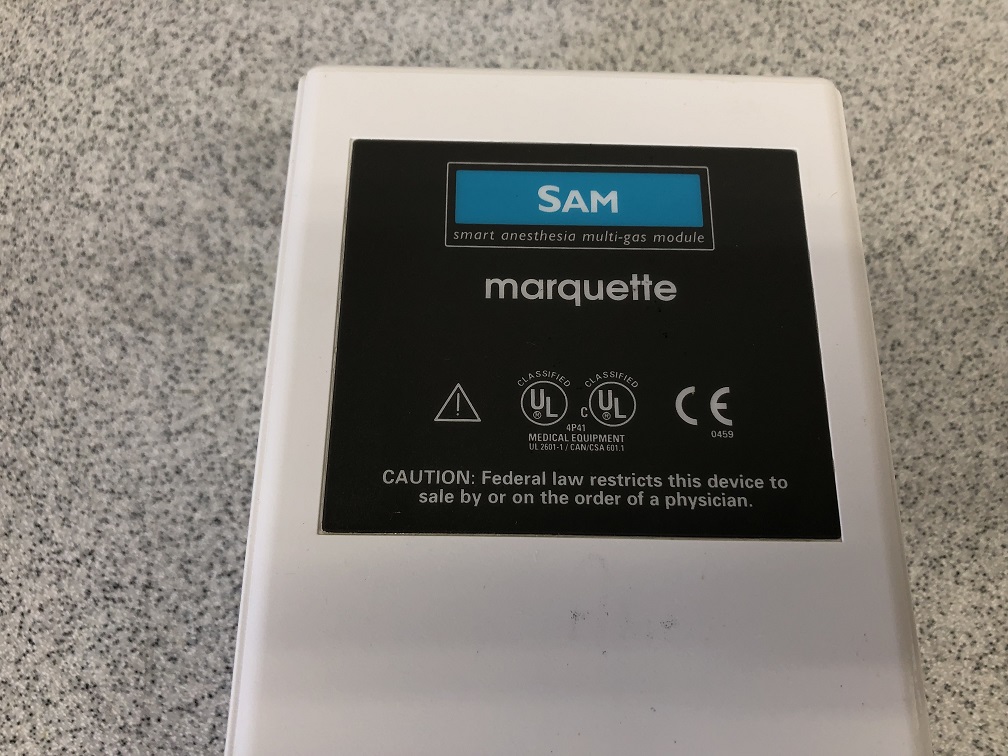 SAM
smart anesthesia multi-gas module
marquette
CLASSIFIED CLASSIFIED
UL® C UL®
4P41
MEDICAL EQUIPMENT
UL 2601-1 / CAN/CSA 601.1
CE
0459
CAUTION: Federal law restricts this device to
sale by or on the order of a physician.